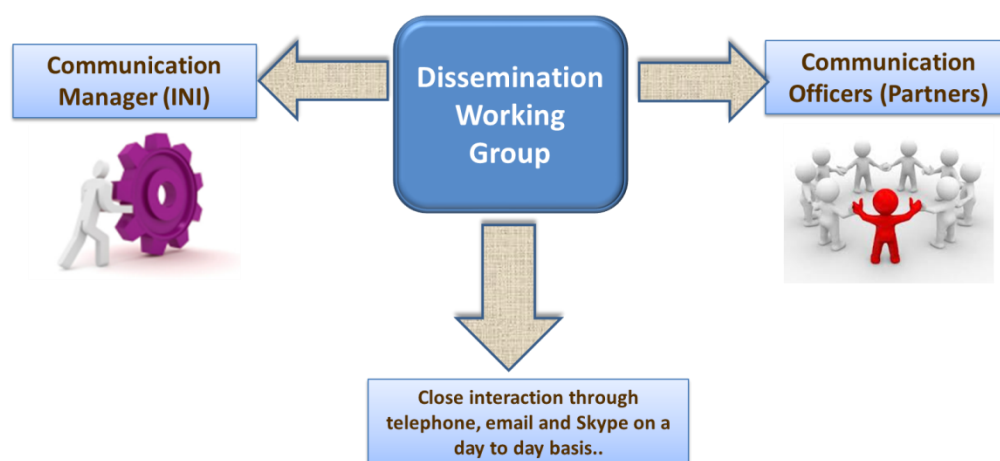 Communication
Manager (INI)
Dissemination
Working
Group
Communication
Officers (Partners)
Close interaction through
telephone, email and Skype on a
day to day basis..